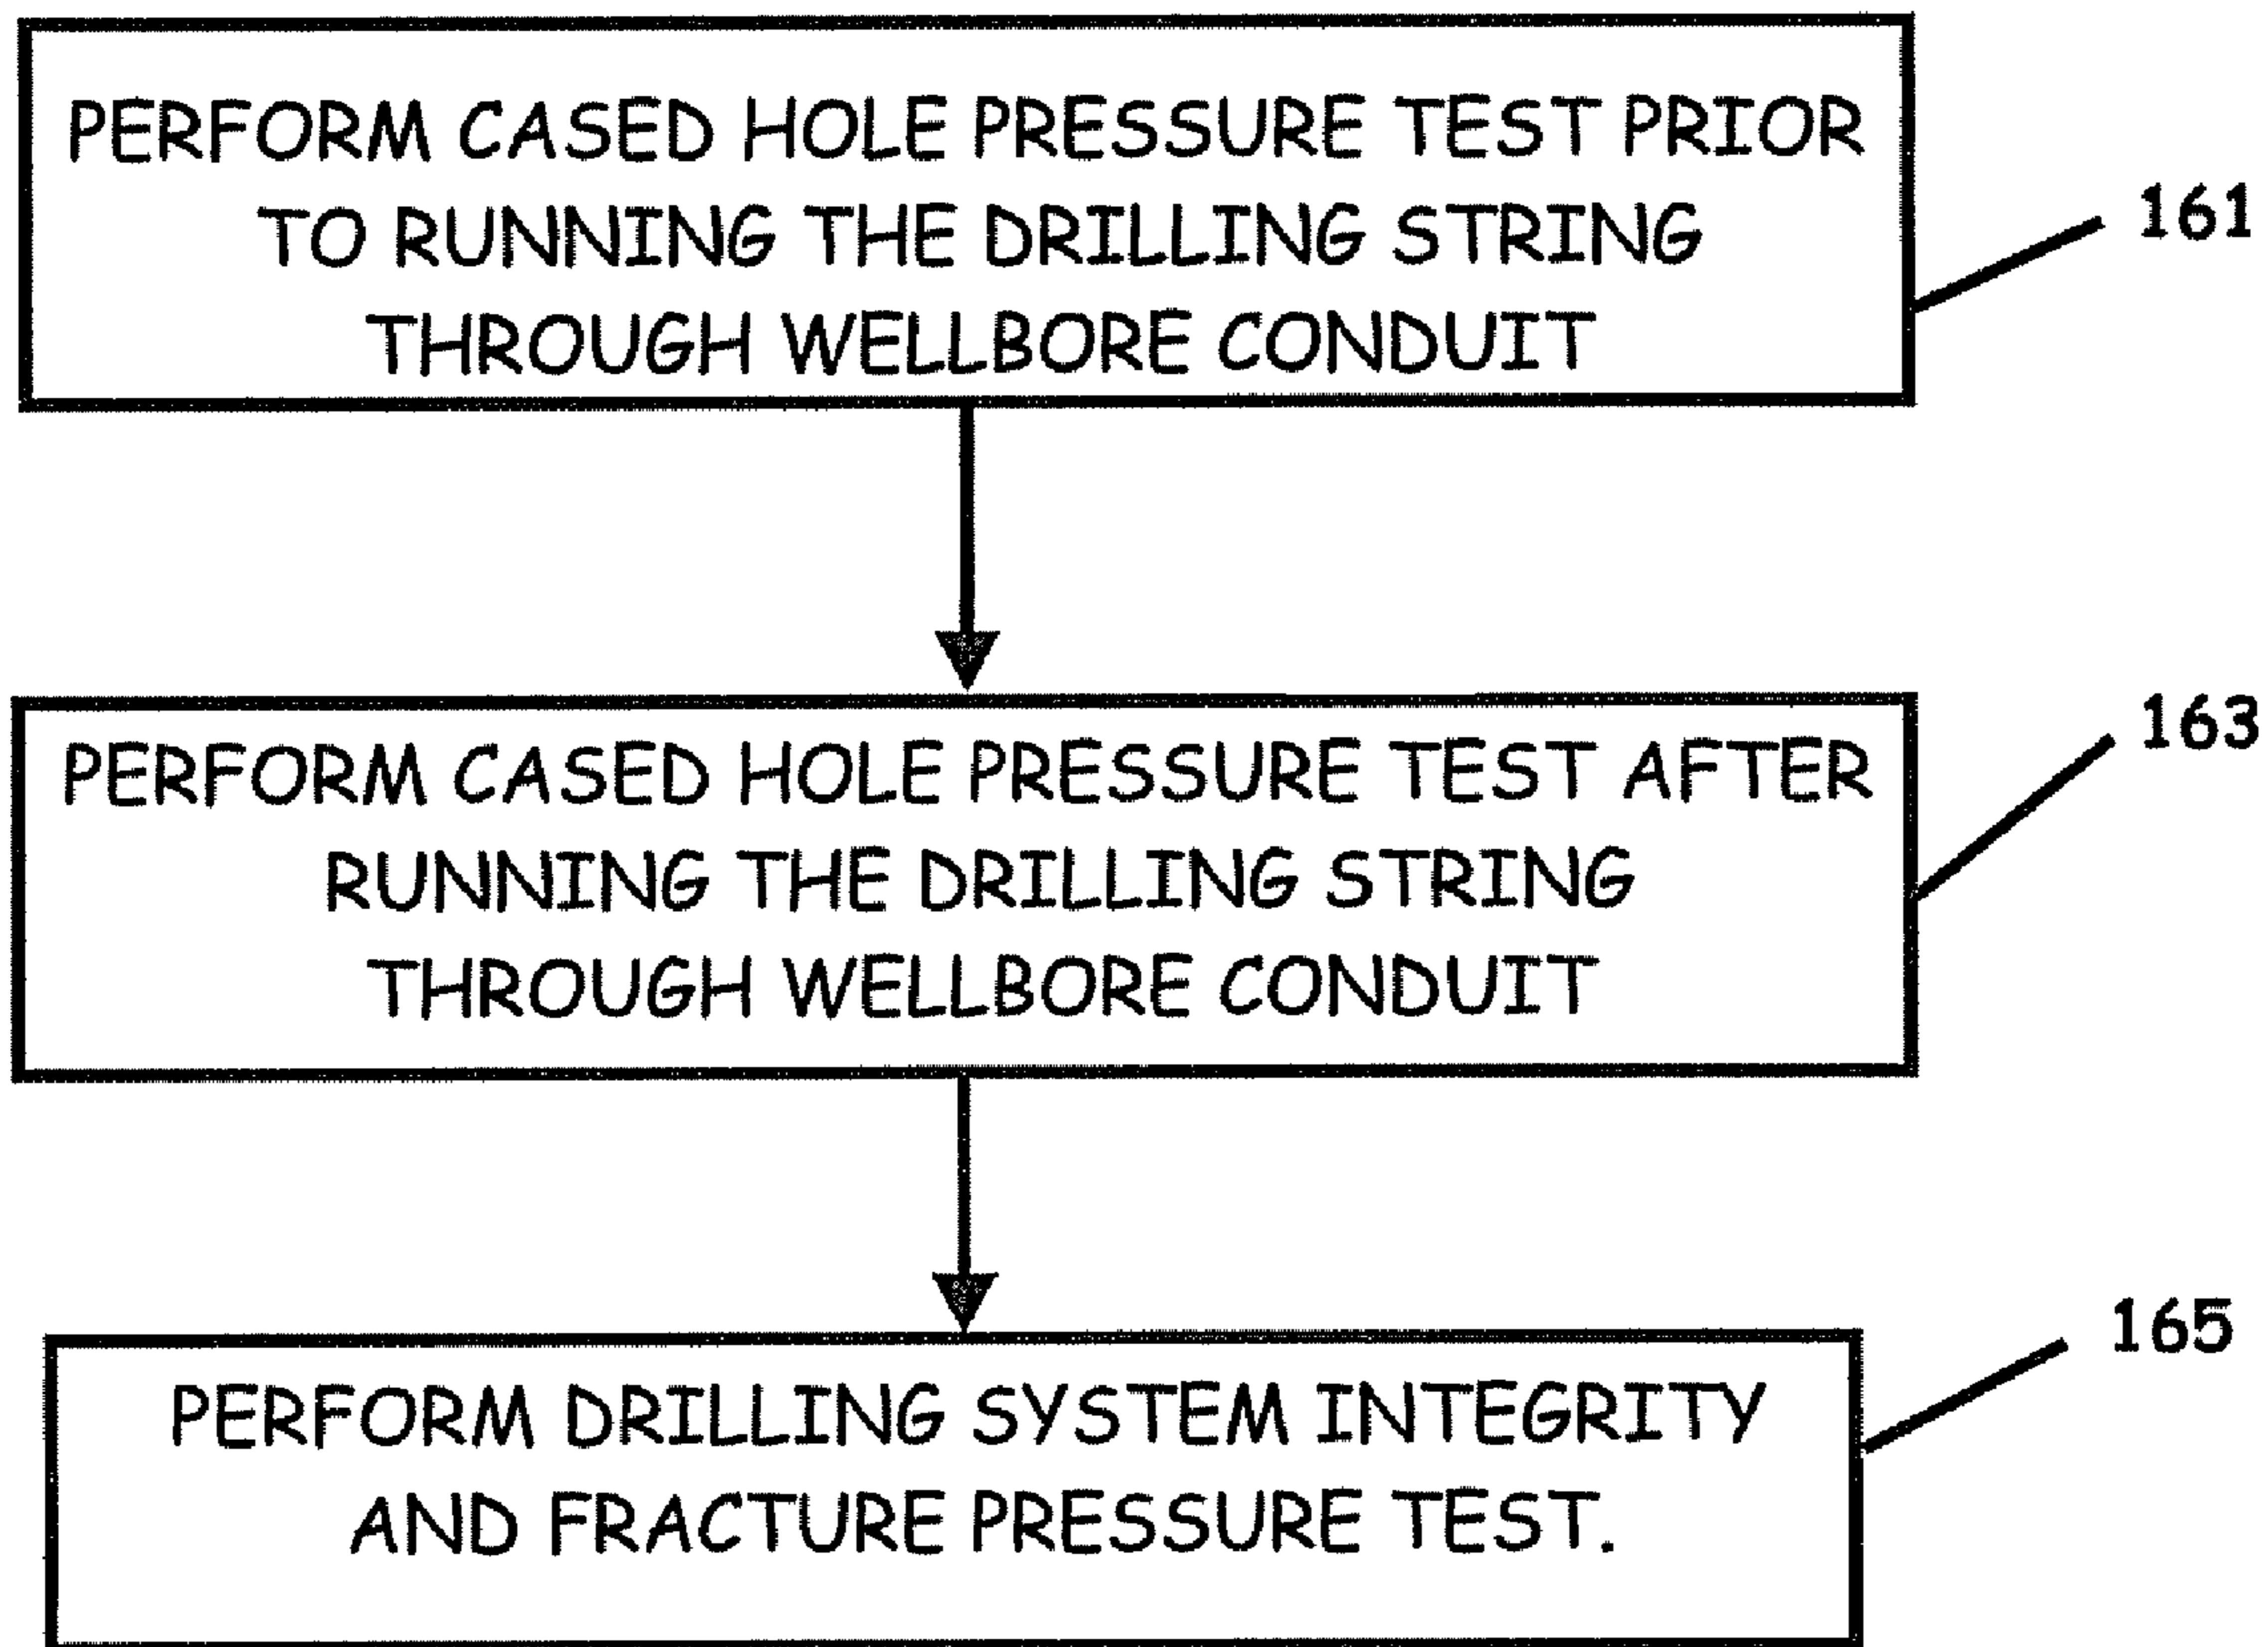 PERFORM CASED HOLE PRESSURE TEST PRIOR
TO RUNNING THE DRILLING STRING
THROUGH WELLBORE CONDUIT
161
PERFORM CASED HOLE PRESSURE TEST AFTER
RUNNING THE DRILLING STRING
THROUGH WELLBORE CONDUIT
163
PERFORM DRILLING SYSTEM INTEGRITY
AND FRACTURE PRESSURE TEST.
165